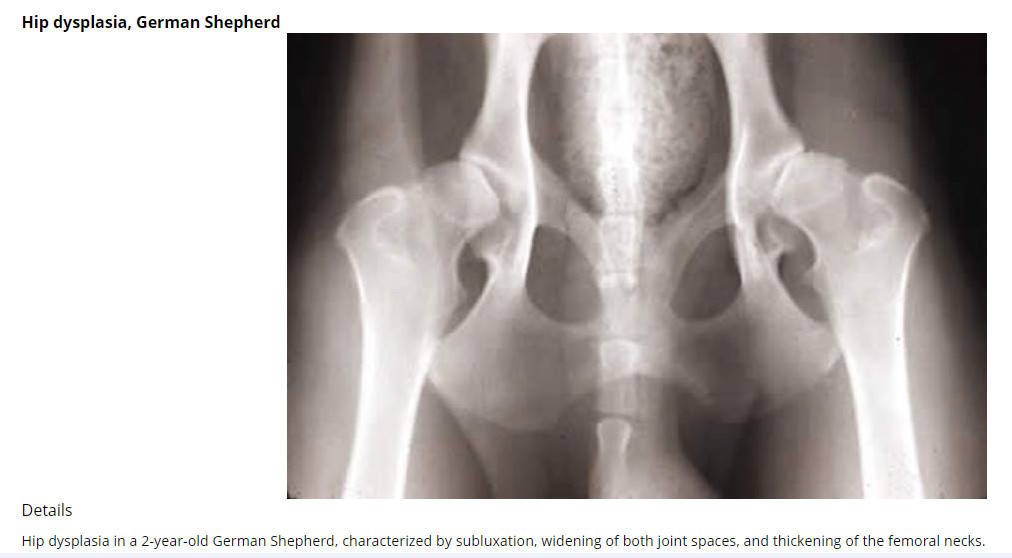 Hip dysplasia, German Shepherd
Details
Hip dysplasia in a 2-year-old German Shepherd, characterized by subluxation, widening of both joint spaces, and thickening of the femoral necks.